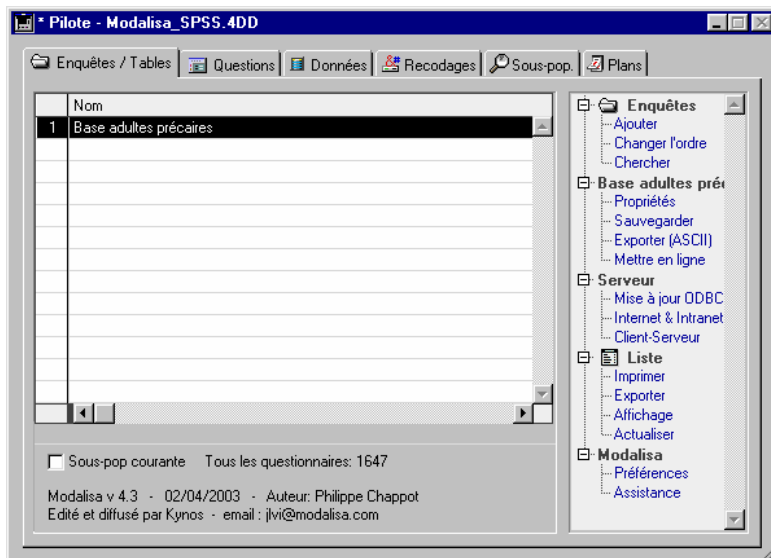 * Pilote - Modalisa_SPSS.4DD
Enquêtes / Tables Questions Données Recodages Sous-pop. Plans
Nom
1 Base adultes précaires
Sous-pop courante Tous les questionnaires: 1647
Modalisa v 4.3 - 02/04/2003 - Auteur: Philippe Chappot
Edité et diffusé par Kynos - email : jlvi@modalisa.com
Enquêtes
Ajouter
Changer l'ordre
Chercher
Base adultes pré
Propriétés
Sauvegarder
Exporter (ASCII)
Mettre en ligne
Serveur
Mise à jour ODBC
Internet & Intranet
Client-Serveur
Liste
Imprimer
Exporter
Affichage
Actualiser
Modalisa
Préférences
Assistance